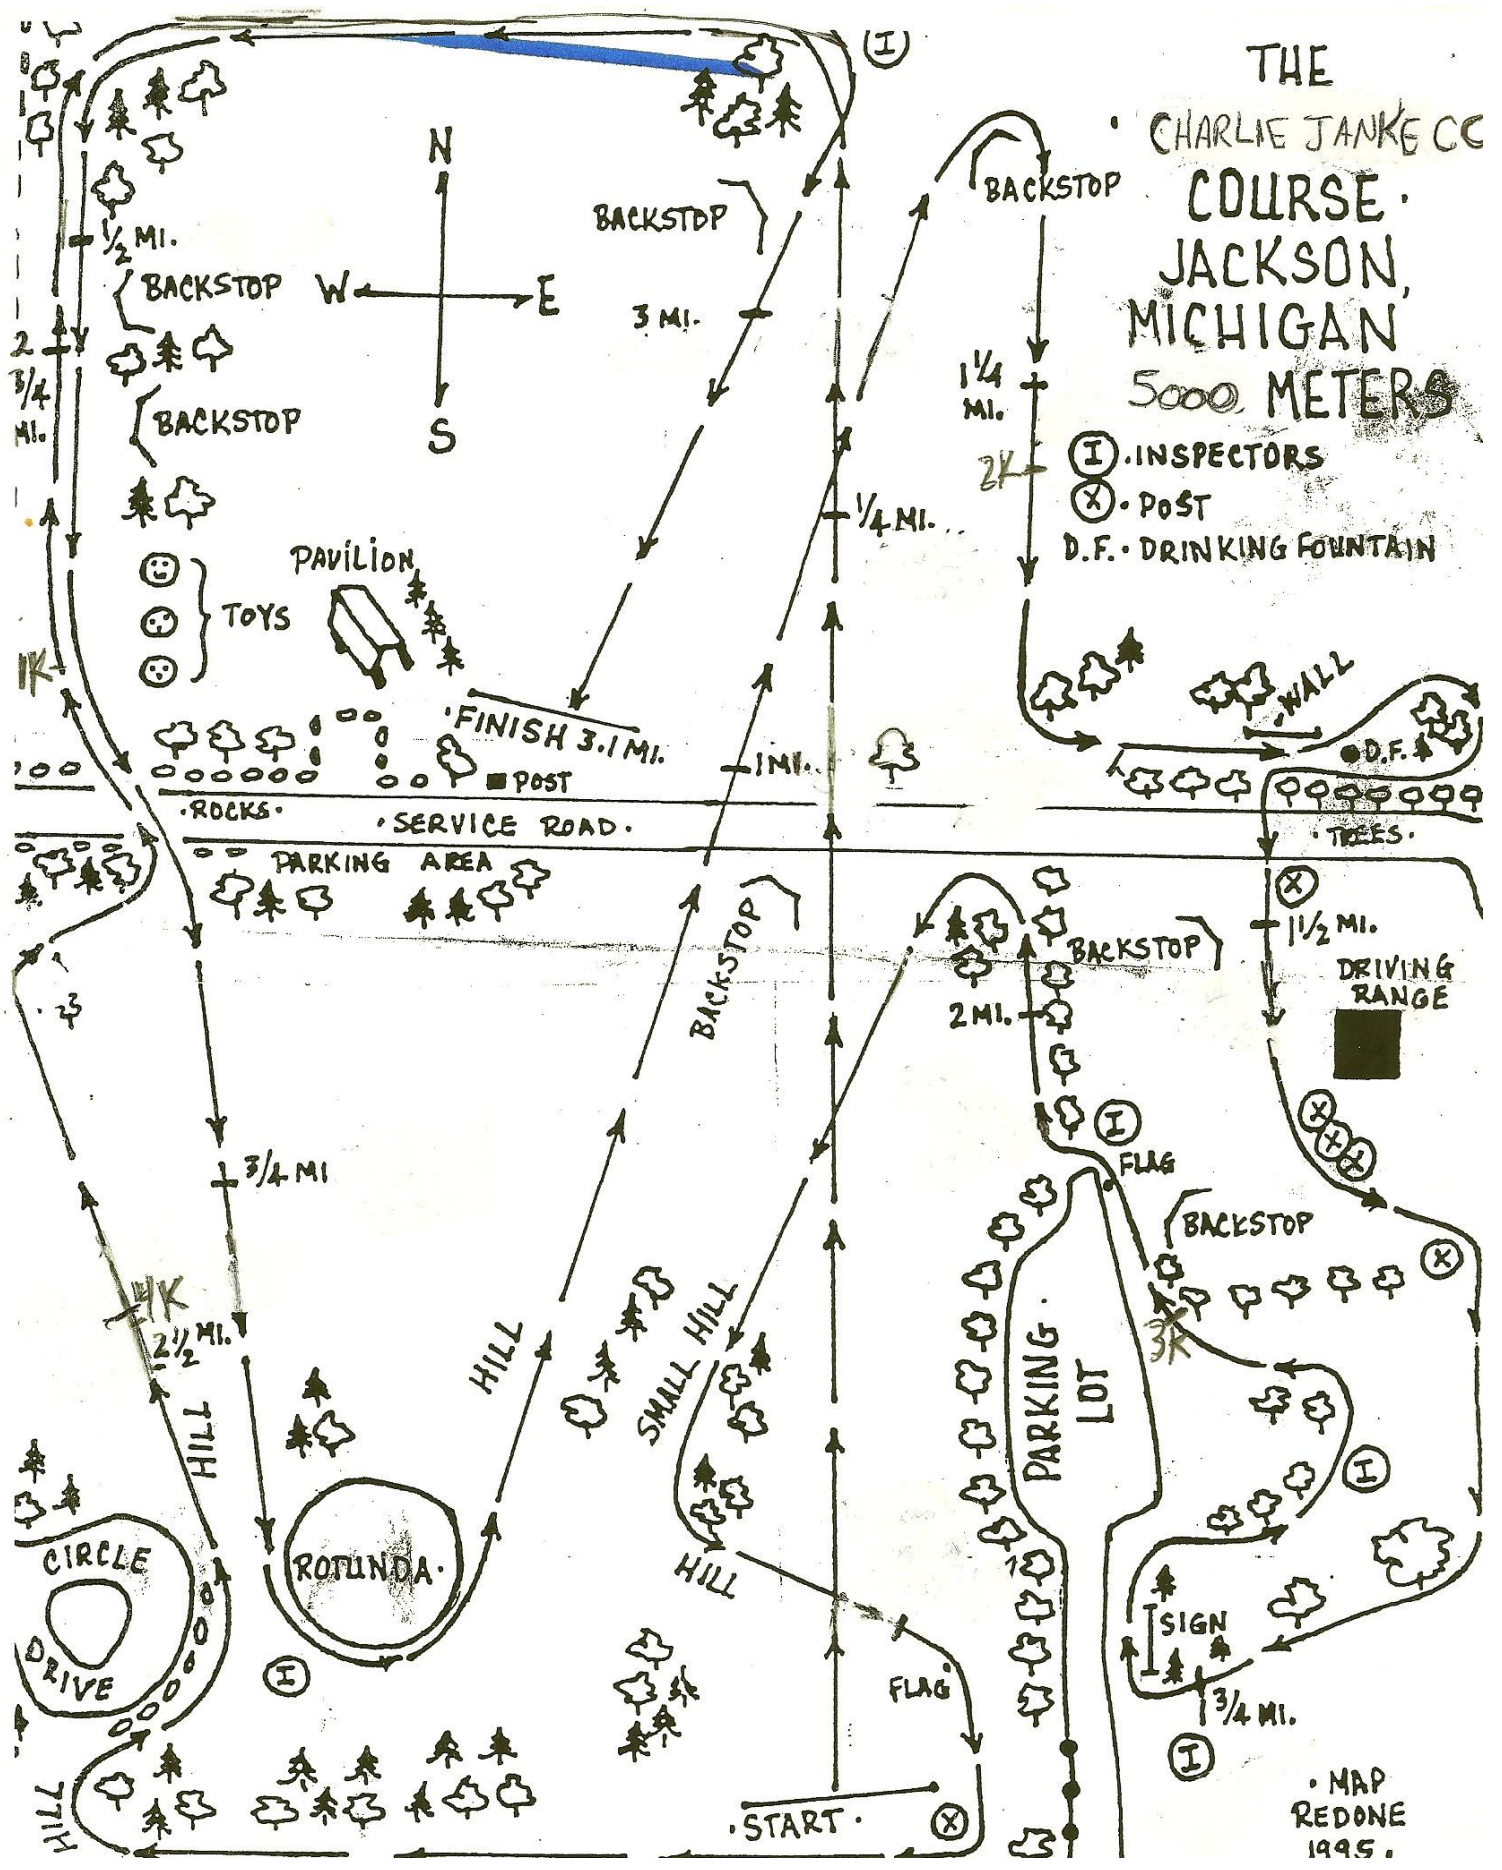 THE
CHARLIE JANKE CC
COURSE.
JACKSON,
MICHIGAN
5000 METERS
I · INSPECTORS
X · POST
D.F. · DRINKING FOUNTAIN
I
N
W E
S
BACKSTOP
BACKSTOP
1/2 MI.
BACKSTOP
3 MI.
2
3/4
MI.
1 1/4
MI.
BACKSTOP
2K
1/4 MI.
PAVILION
TOYS
1K
WALL
·FINISH 3.1 MI.
1 MI.
D.F.
POST
·ROCKS·
·SERVICE ROAD.
·TREES·
PARKING AREA
X
BACKSTOP
1 1/2 MI.
BACKSTOP
DRIVING
RANGE
2 MI.
X
X
X
I
FLAG
3/4 MI
BACKSTOP
X
4K
2 1/2 MI.
HILL
HILL
SMALL HILL
3K
PARKING
LOT
I
CIRCLE
DRIVE
ROTUNDA.
HILL
SIGN
I
FLAG
3/4 MI.
I
HILL
·START·
X
· MAP
REDONE
1995.